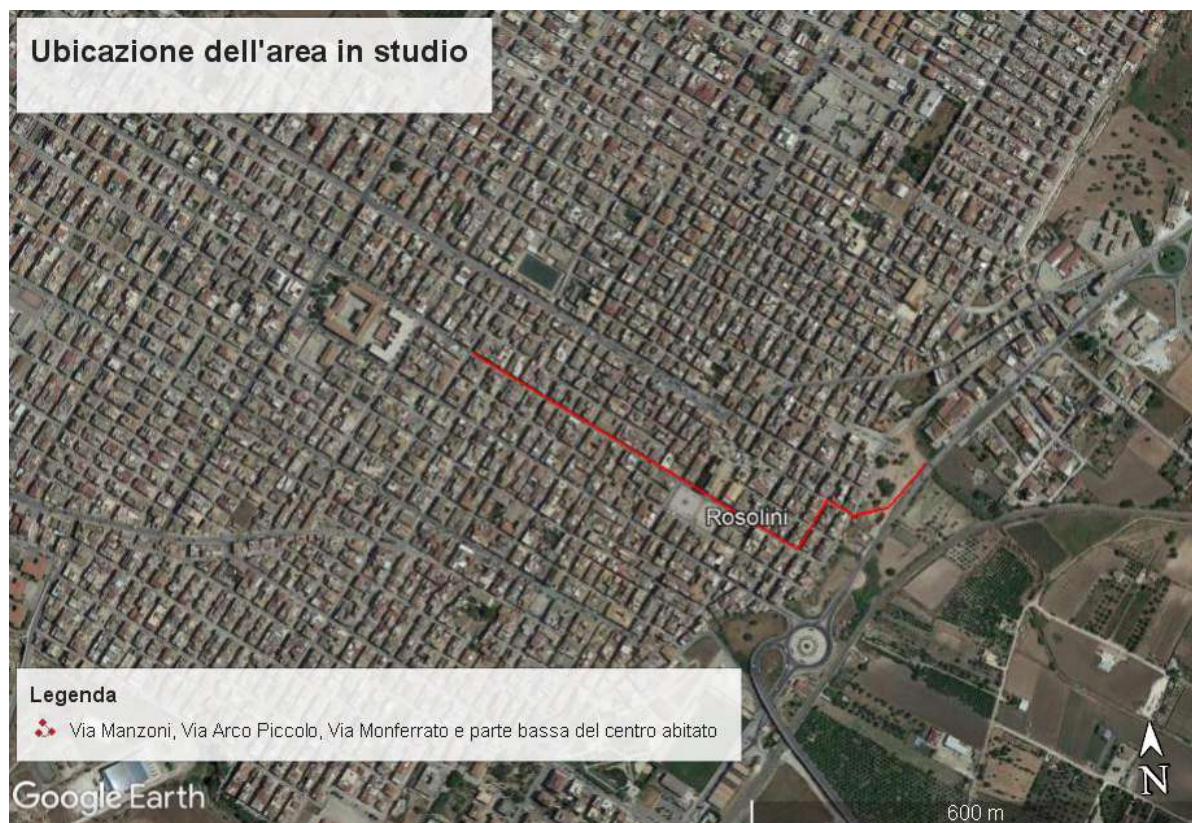 Ubicazione dell'area in studio
Rosolini
Legenda
Via Manzoni, Via Arco Piccolo, Via Monferrato e parte bassa del centro abitato
Google Earth
N
600 m